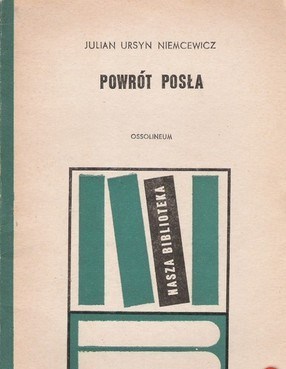 JULIAN URSYN NIEMCEWICZ
POWRÓT POSŁA
OSSOLINEUM
NASZA BIBLIOTEKA